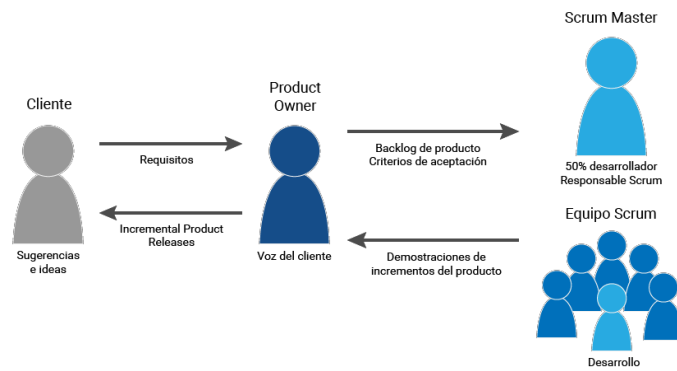 Scrum Master
Product
Owner
Cliente
Requisitos
Backlog de producto
Criterios de aceptación
50% desarrollador
Responsable Scrum
Equipo Scrum
Incremental Product
Releases
Sugerencias
e ideas
Voz del cliente
Demostraciones de
incrementos del producto
Desarrollo